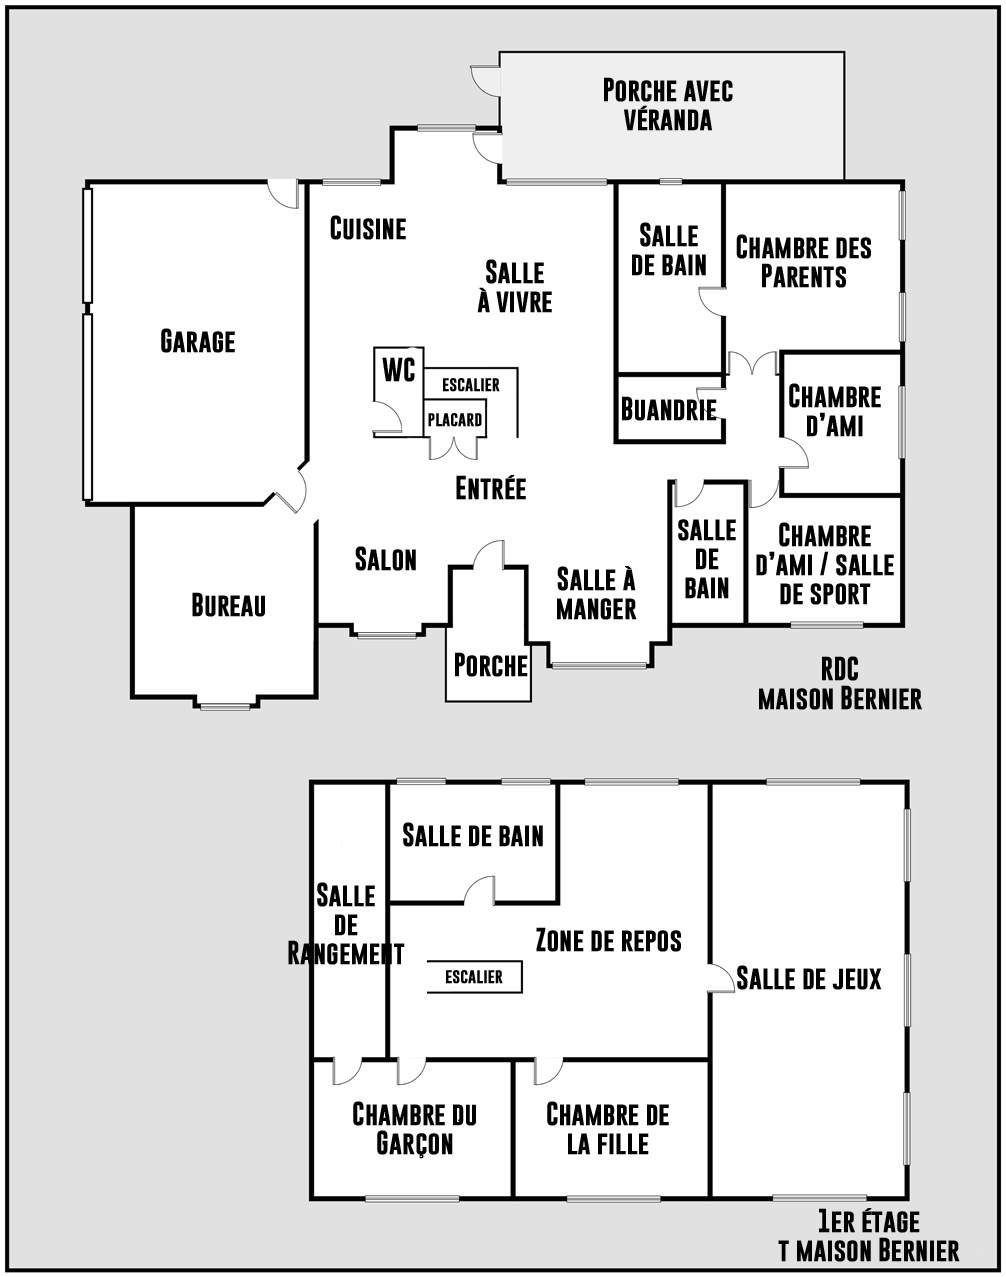 Porche avec
véranda
Cuisine
Salle
à vivre
Salle
de bain
Chambre des
Parents
Garage
WC
escalier
placard
Buandrie
Chambre
d'ami
Entrée
Salon
Salle à
manger
salle
de
bain
Chambre
d'ami / salle
de sport
Bureau
Porche
RDC
maison Bernier
Salle de bain
Salle
de
Rangement
Zone de repos
escalier
Salle de jeux
Chambre du
Garçon
Chambre de
la fille
1er étage
t maison Bernier